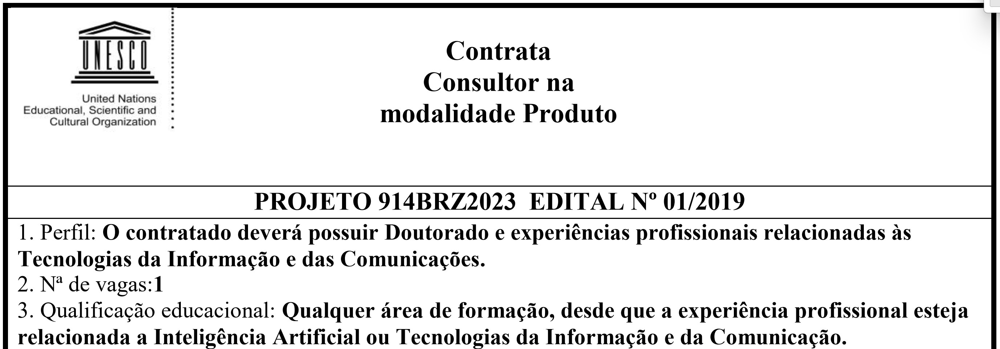 UNESCO
United Nations
Educational, Scientific and
Cultural Organization
Contrata
Consultor na
modalidade Produto
PROJETO 914BRZ2023 EDITAL Nº 01/2019
1. Perfil: O contratado deverá possuir Doutorado e experiências profissionais relacionadas às
Tecnologias da Informação e das Comunicações.
2. Nª de vagas:1
3. Qualificação educacional: Qualquer área de formação, desde que a experiência profissional esteja
relacionada a Inteligência Artificial ou Tecnologias da Informação e da Comunicação.